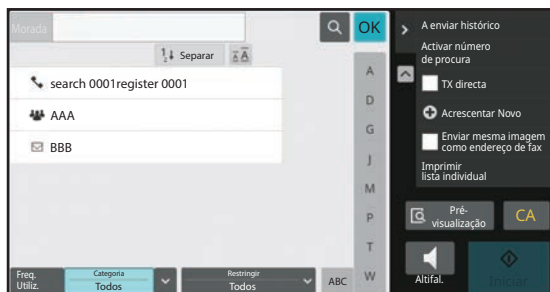 Morada
OK
Separar
search 0001register 0001
AAA
BBB
A
D
G
J
M
P
T
W
Freq.
Utiliz.
Categoria
Todos
Restringir
Todos
ABC
A enviar histórico
Activar número
de procura
TX directa
Acrescentar Novo
Enviar mesma imagem
como endereço de fax
Imprimir
lista individual
Pré-
visualização
CA
Altifal.
Iniciar